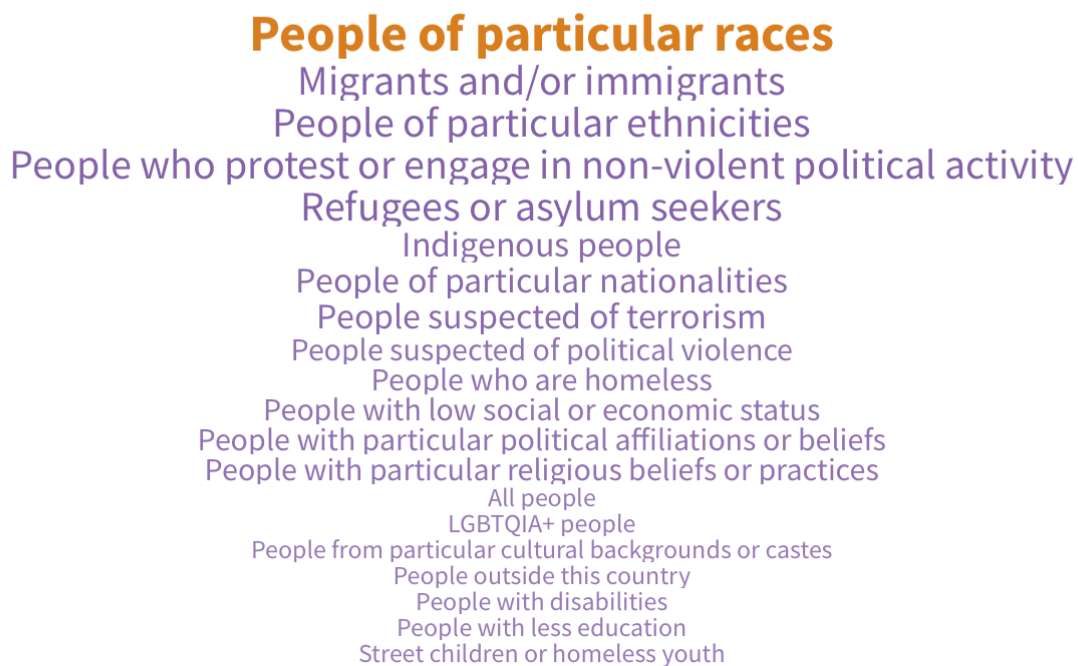 People of particular races
Migrants and/or immigrants
People of particular ethnicities
People who protest or engage in non-violent political activity
Refugees or asylum seekers
Indigenous people
People of particular nationalities
People suspected of terrorism
People suspected of political violence
People who are homeless
People with low social or economic status
People with particular political affiliations or beliefs
People with particular religious beliefs or practices
All people
LGBTQIA+ people
People from particular cultural backgrounds or castes
People outside this country
People with disabilities
People with less education
Street children or homeless youth